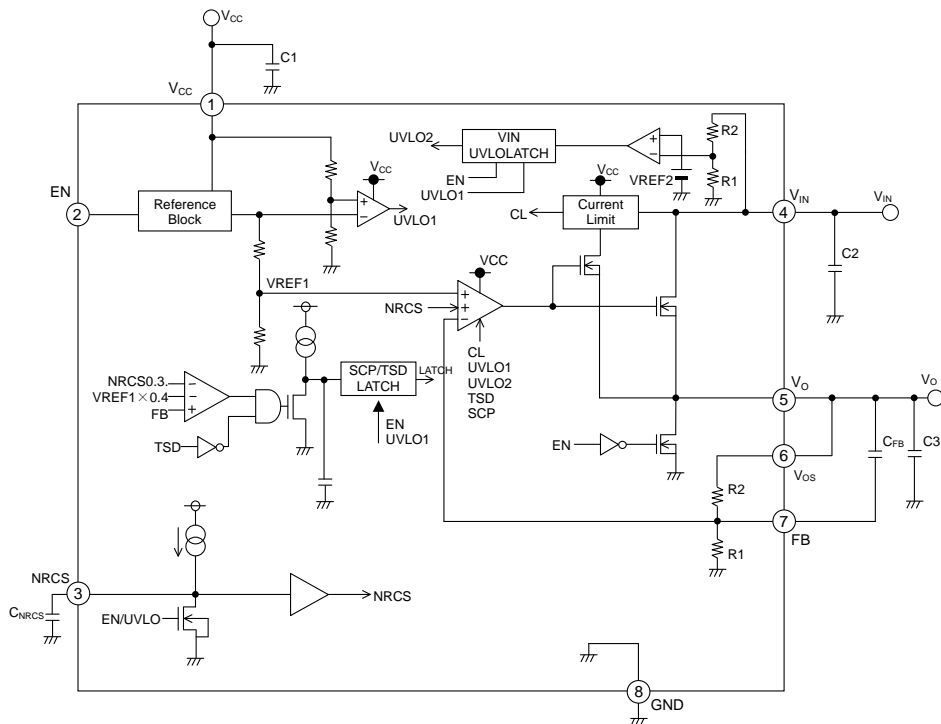 VCC
C1
VCC
1
R2
UVLO2
VIN
UVLOLATCH
+
−
VCC
EN
UVLO1
VREF2
R1
VCC
EN
2
Reference
Block
+
−
UVLO1
CL
Current
Limit
4
VIN
VIN
C2
VREF1
VCC
NRCS
+
+
−
CL
UVLO1
UVLO2
TSD
SCP
SCP/TSD
LATCH
LATCH
NRCS0.3.
VREF1×0.4
FB
−
−
+
TSD
EN
UVLO1
VO
5
VO
EN
CFB
C3
6
VOS
R2
7
FB
R1
NRCS
3
CNRCS
EN/UVLO
NRCS
8
GND